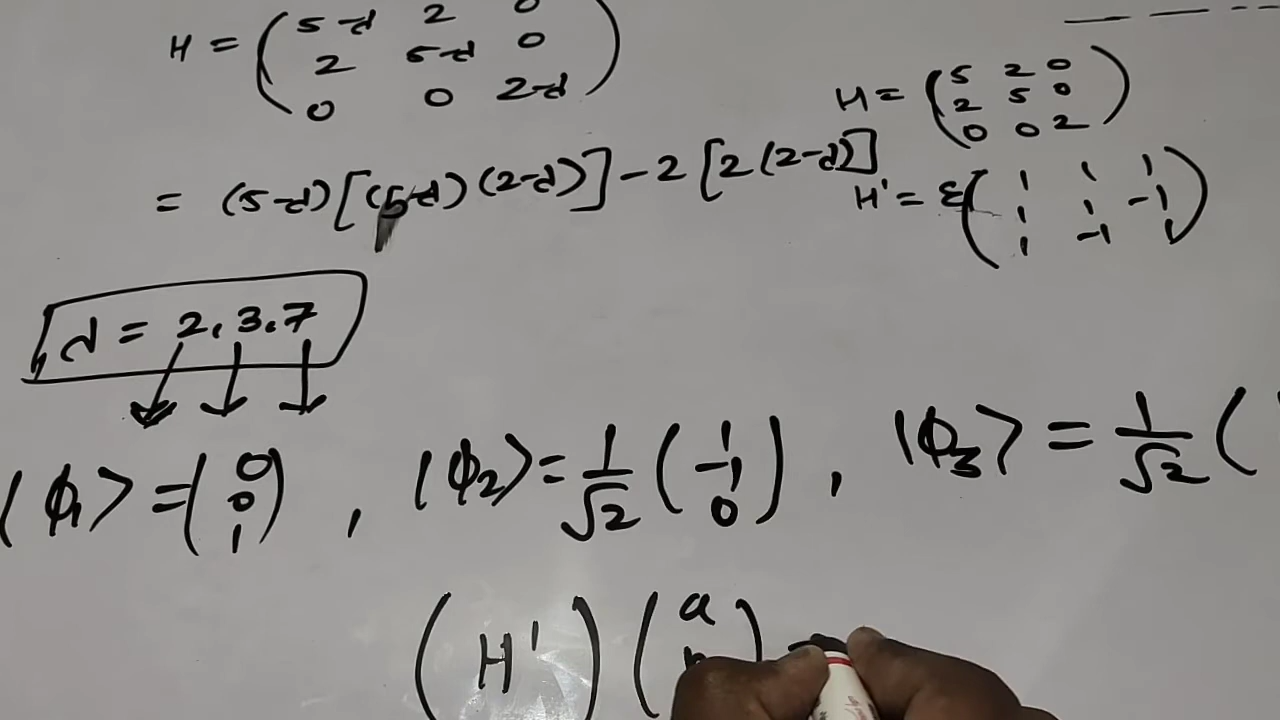 H = ( 5-λ 2 0
2 5-λ 0
0 0 2-λ )
H = ( 5 2 0
2 5 0
0 0 2 )
= (5-λ)[(5-λ)(2-λ)] - 2[2(2-λ)]
H' = ε( 1 1 1
1 1 -1
1 -1 1 )
λ = 2, 3, 7
|φ₁> = ( 0
0
1 ) , |φ₂> = 1/√2 ( 1
-1
0 ) , |φ₃> = 1/√2 (
( H' ) ( a